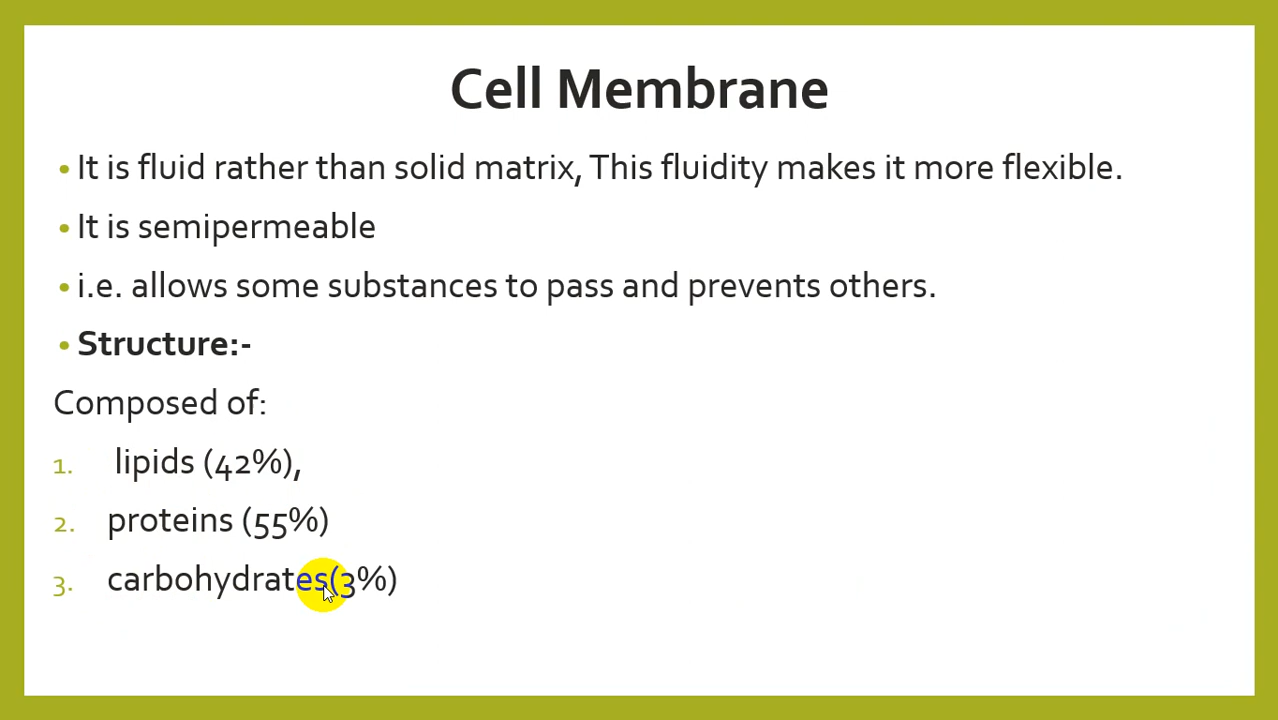 Cell Membrane
• It is fluid rather than solid matrix, This fluidity makes it more flexible.
• It is semipermeable
• i.e. allows some substances to pass and prevents others.
• Structure:-
Composed of:
1. lipids (42%),
2. proteins (55%)
3. carbohydrates(3%)